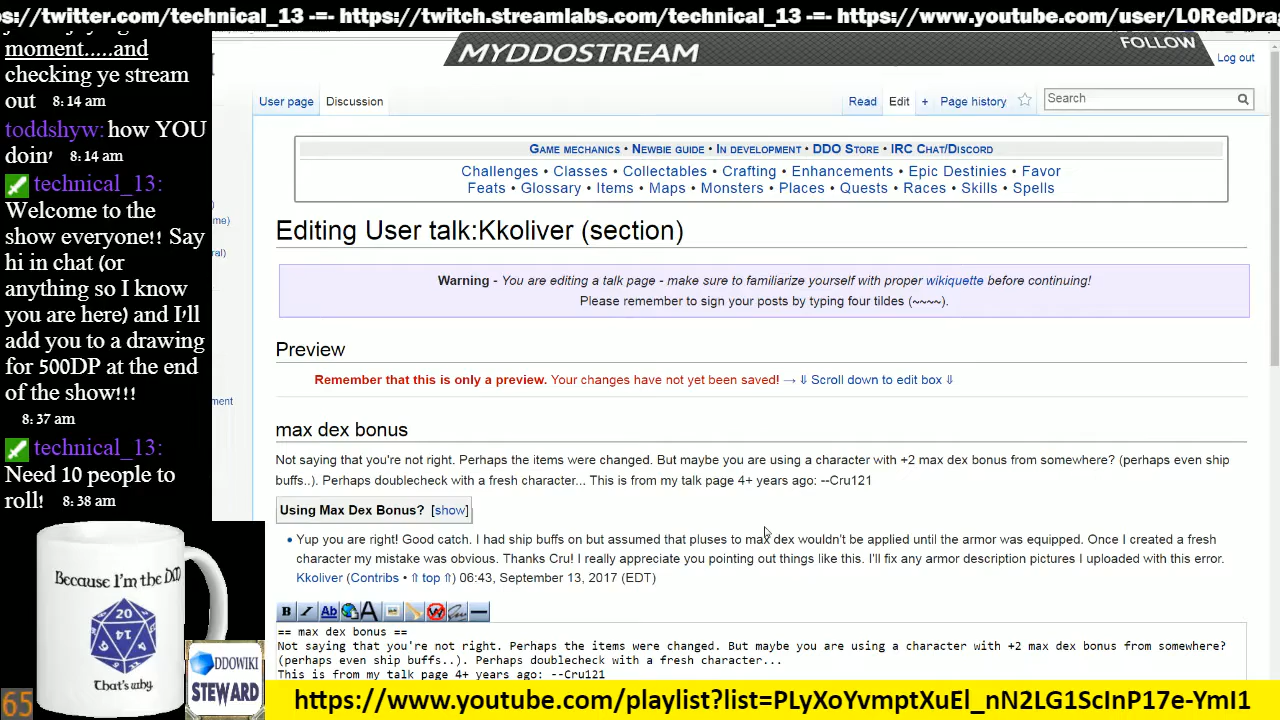 s://twitter.com/technical_13 -=- https://twitch.streamlabs.com/technical_13 -=- https://www.youtube.com/user/L0RedDrag
moment.....and
checking ye stream
out 8:14 am
toddshyw: how YOU
doin' 8:14 am
technical_13:
Welcome to the
show everyone!! Say
hi in chat (or
anything so I know
you are here) and I'll
add you to a drawing
for 500DP at the end
of the show!!!
8:37 am
technical_13:
Need 10 people to
roll! 8:38 am
Because I'm the DM
20
14
That's why.
DDOWIKI
STEWARD
65
MYDDOSTREAM
FOLLOW
Log out
User page Discussion Read Edit + Page history Search
Game mechanics • Newbie guide • In development • DDO Store • IRC Chat/Discord
Challenges • Classes • Collectables • Crafting • Enhancements • Epic Destinies • Favor
Feats • Glossary • Items • Maps • Monsters • Places • Quests • Races • Skills • Spells
Editing User talk:Kkoliver (section)
Warning - You are editing a talk page - make sure to familiarize yourself with proper wikiquette before continuing!
Please remember to sign your posts by typing four tildes (~~~~).
Preview
Remember that this is only a preview. Your changes have not yet been saved! → ⇓ Scroll down to edit box ⇓
max dex bonus
Not saying that you're not right. Perhaps the items were changed. But maybe you are using a character with +2 max dex bonus from somewhere? (perhaps even ship
buffs..). Perhaps doublecheck with a fresh character... This is from my talk page 4+ years ago: --Cru121
Using Max Dex Bonus? [show]
• Yup you are right! Good catch. I had ship buffs on but assumed that pluses to max dex wouldn't be applied until the armor was equipped. Once I created a fresh
character my mistake was obvious. Thanks Cru! I really appreciate you pointing out things like this. I'll fix any armor description pictures I uploaded with this error.
Kkoliver (Contribs • ⇑ top ⇑) 06:43, September 13, 2017 (EDT)
B I Ab A W
== max dex bonus ==
Not saying that you're not right. Perhaps the items were changed. But maybe you are using a character with +2 max dex bonus from somewhere?
(perhaps even ship buffs..). Perhaps doublecheck with a fresh character...
This is from my talk page 4+ years ago: --Cru121
https://www.youtube.com/playlist?list=PLyXoYvmptXuEl_nN2LG1ScInP17e-YmI1